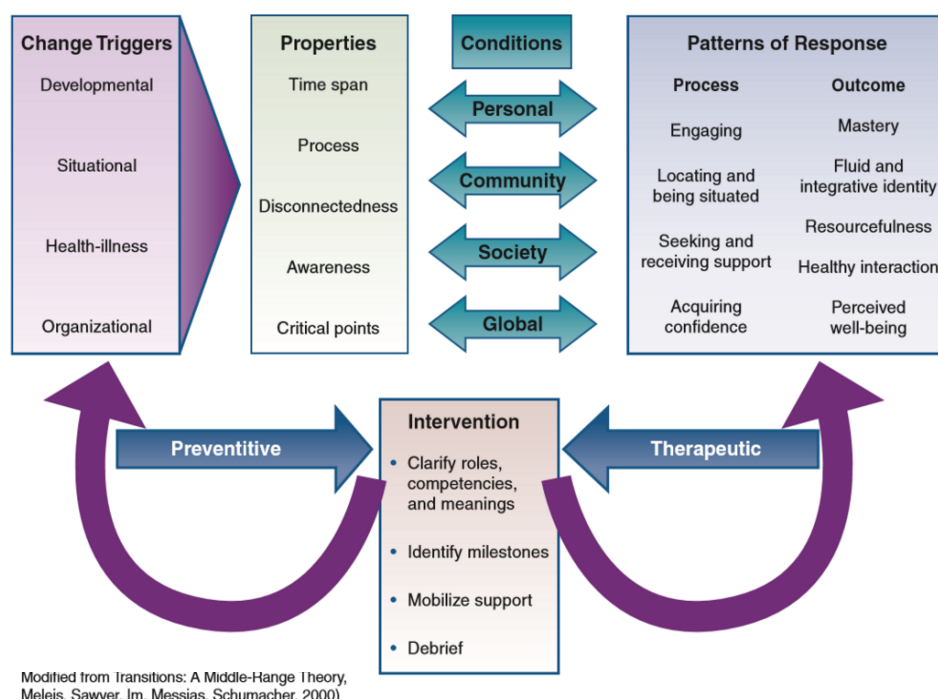 Change Triggers
Developmental
Situational
Health-illness
Organizational
Properties
Time span
Process
Disconnectedness
Awareness
Critical points
Conditions
Personal
Community
Society
Global
Patterns of Response
Process
Engaging
Locating and
being situated
Seeking and
receiving support
Acquiring
confidence
Outcome
Mastery
Fluid and
integrative identity
Resourcefulness
Healthy interaction
Perceived
well-being
Preventitive
Intervention
• Clarify roles,
competencies,
and meanings
• Identify milestones
• Mobilize support
• Debrief
Therapeutic
Modified from Transitions: A Middle-Range Theory,
Meleis, Sawyer, Im, Messias, Schumacher, 2000)